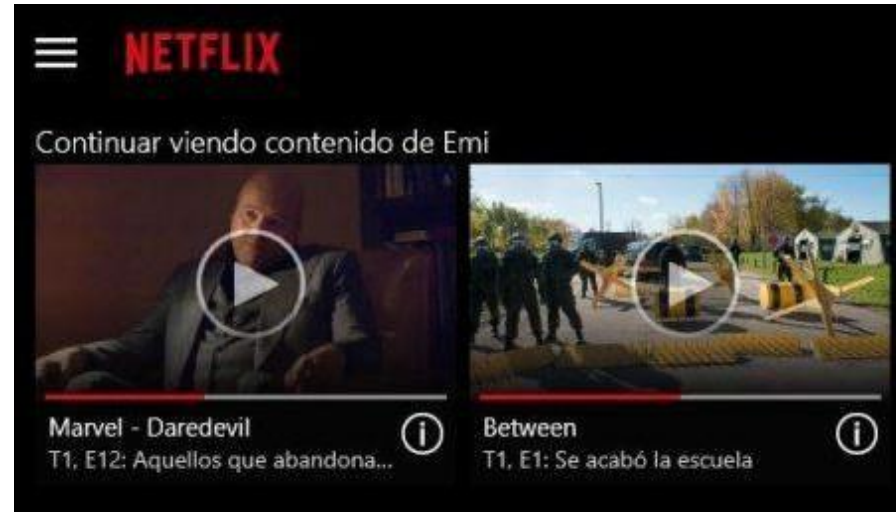 NETFLIX
Continuar viendo contenido de Emi
Marvel - Daredevil
T1, E12: Aquellos que abandona...
Between
T1, E1: Se acabó la escuela